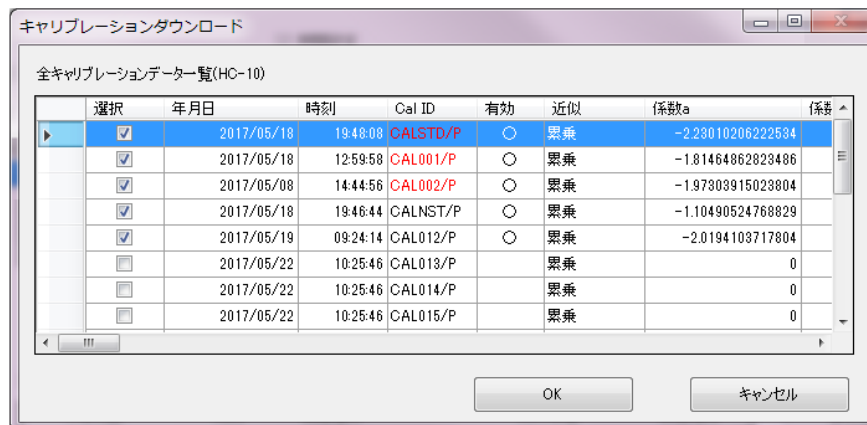 キャリブレーションダウンロード
全キャリブレーションデータ一覧(HC-10)
選択 年月日 時刻 Cal ID 有効 近似 係数a 係数
2017/05/18 19:48:08 CALSTD/P ○ 累乗 -2.23010206222534
2017/05/18 12:59:58 CAL001/P ○ 累乗 -1.81464862823486
2017/05/08 14:44:56 CAL002/P ○ 累乗 -1.97303915023804
2017/05/18 19:46:44 CALNST/P ○ 累乗 -1.10490524768829
2017/05/19 09:24:14 CAL012/P ○ 累乗 -2.0194103717804
2017/05/22 10:25:46 CAL013/P 累乗 0
2017/05/22 10:25:46 CAL014/P 累乗 0
2017/05/22 10:25:46 CAL015/P 累乗 0
OK キャンセル